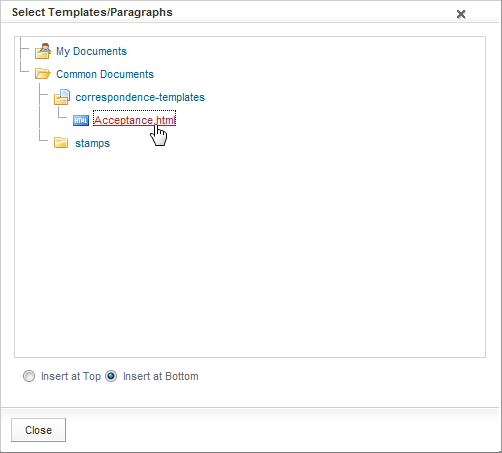 Select Templates/Paragraphs
My Documents
Common Documents
correspondence-templates
HTML Acceptance.html
stamps
Insert at Top Insert at Bottom
Close